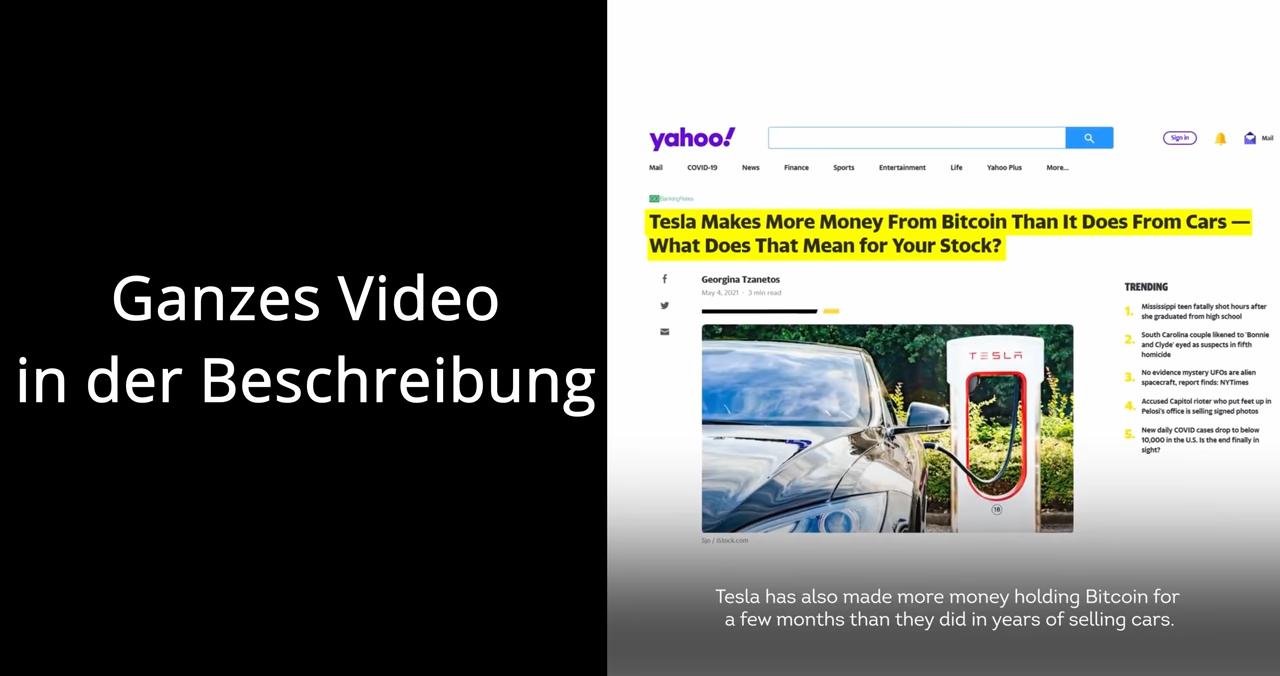 Ganzes Video
in der Beschreibung
yahoo!
Sign in
Mail
Mail COVID-19 News Finance Sports Entertainment Life Yahoo Plus More...
GOBankingRates
Tesla Makes More Money From Bitcoin Than It Does From Cars —
What Does That Mean for Your Stock?
Georgina Tzanetos
May 4, 2021 · 3 min read
TESLA
18
Sjo / iStock.com
TRENDING
1. Mississippi teen fatally shot hours after
she graduated from high school
2. South Carolina couple likened to 'Bonnie
and Clyde' eyed as suspects in fifth
homicide
3. No evidence mystery UFOs are alien
spacecraft, report finds: NYTimes
4. Accused Capitol rioter who put feet up in
Pelosi's office is selling signed photos
5. New daily COVID cases drop to below
10,000 in the U.S. Is the end finally in
sight?
Tesla has also made more money holding Bitcoin for
a few months than they did in years of selling cars.